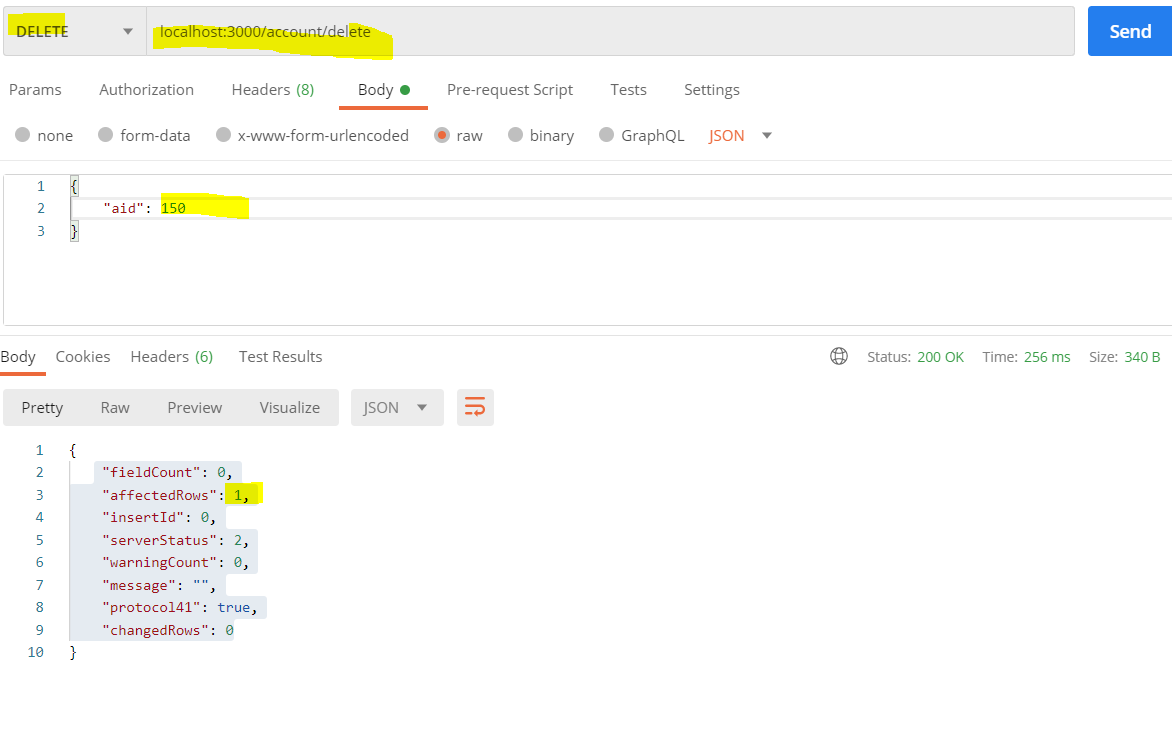 DELETE localhost:3000/account/delete Send
Params Authorization Headers (8) Body Pre-request Script Tests Settings
none form-data x-www-form-urlencoded raw binary GraphQL JSON
1 {
2 "aid": 150
3 }
Body Cookies Headers (6) Test Results Status: 200 OK Time: 256 ms Size: 340 B
Pretty Raw Preview Visualize JSON
1 {
2 "fieldCount": 0,
3 "affectedRows": 1,
4 "insertId": 0,
5 "serverStatus": 2,
6 "warningCount": 0,
7 "message": "",
8 "protocol41": true,
9 "changedRows": 0
10 }